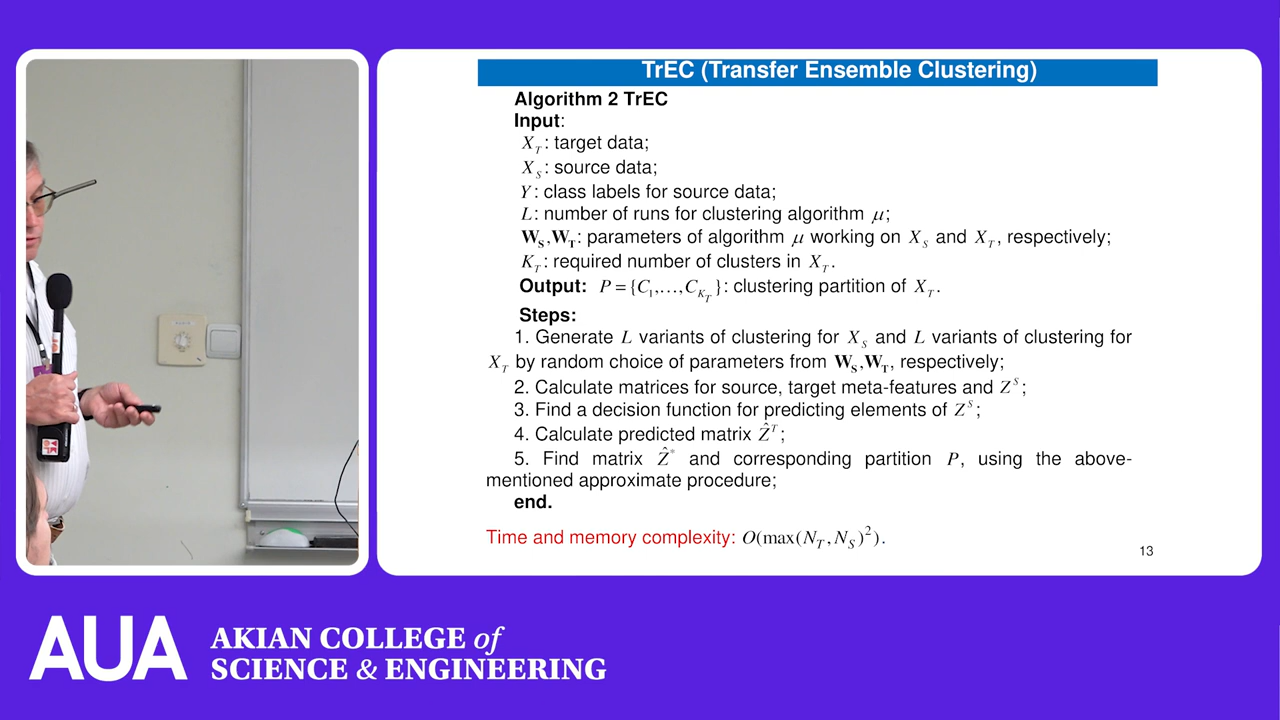 TrEC (Transfer Ensemble Clustering)
Algorithm 2 TrEC
Input:
X_T : target data;
X_S : source data;
Y : class labels for source data;
L : number of runs for clustering algorithm μ;
W_S, W_T : parameters of algorithm μ working on X_S and X_T, respectively;
K_T : required number of clusters in X_T.
Output: P = {C_1,…,C_{K_T}} : clustering partition of X_T.
Steps:
1. Generate L variants of clustering for X_S and L variants of clustering for
X_T by random choice of parameters from W_S, W_T, respectively;
2. Calculate matrices for source, target meta-features and Z^S;
3. Find a decision function for predicting elements of Z^S;
4. Calculate predicted matrix Ẑ^T;
5. Find matrix Ẑ^* and corresponding partition P, using the above-
mentioned approximate procedure;
end.
Time and memory complexity: O(max(N_T, N_S)^2).
13
AUA AKIAN COLLEGE of
SCIENCE & ENGINEERING